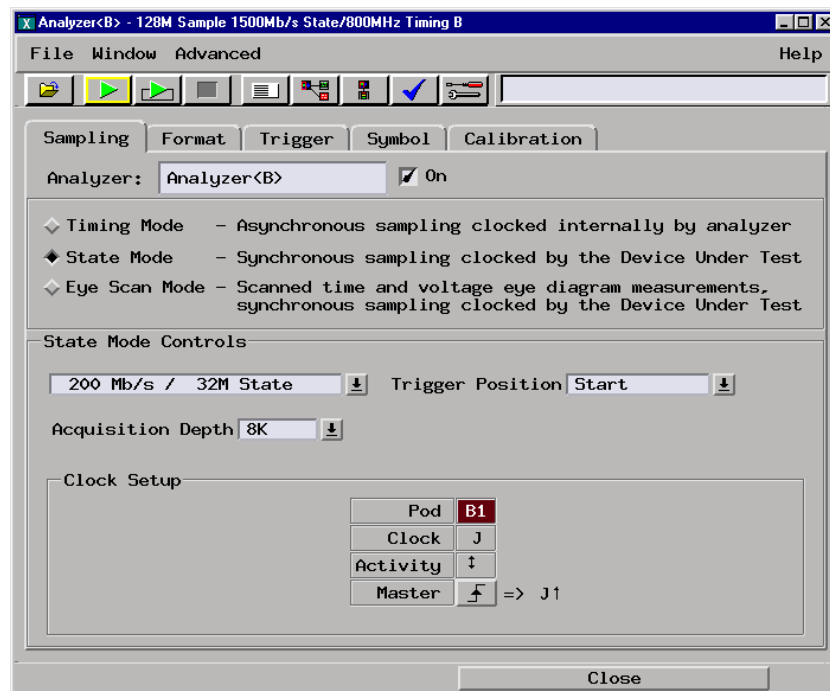 Analyzer<B> - 128M Sample 1500Mb/s State/800MHz Timing B
File Window Advanced Help
Sampling Format Trigger Symbol Calibration
Analyzer: Analyzer<B> On
Timing Mode - Asynchronous sampling clocked internally by analyzer
State Mode - Synchronous sampling clocked by the Device Under Test
Eye Scan Mode - Scanned time and voltage eye diagram measurements,
synchronous sampling clocked by the Device Under Test
State Mode Controls
200 Mb/s / 32M State Trigger Position Start
Acquisition Depth 8K
Clock Setup
Pod B1
Clock J
Activity ↕
Master => J↑
Close